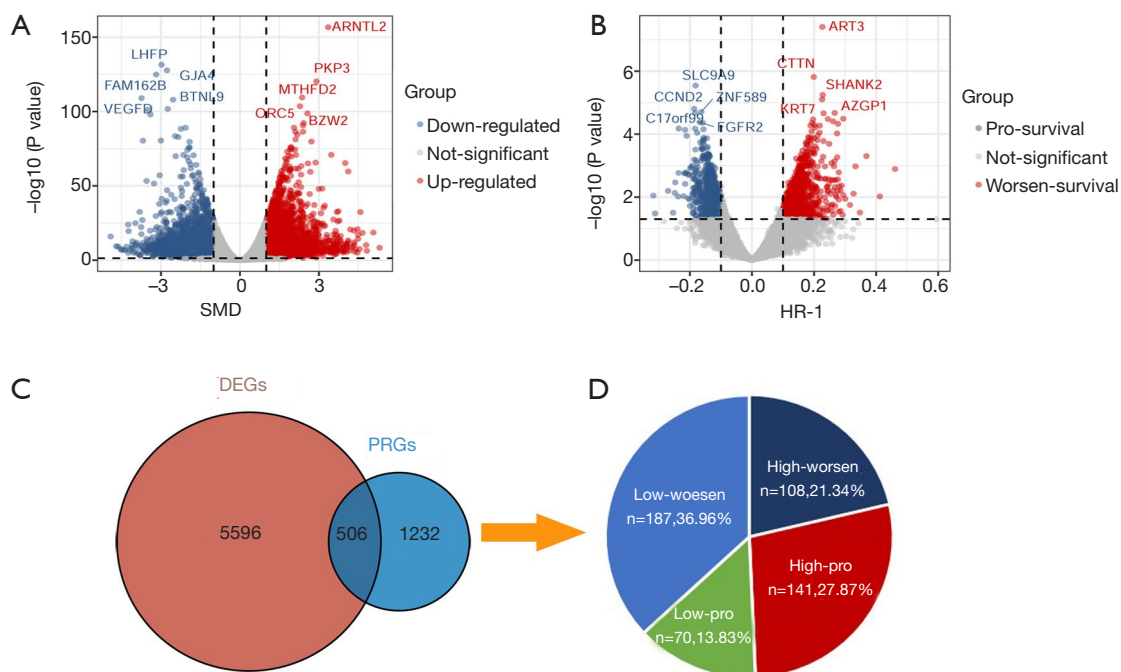 A
150
100
50
0
−log10 (P value)
−3
0
3
SMD
ARNTL2
LHFP
GJA4
PKP3
FAM162B
BTNL9
MTHFD2
VEGFD
ORC5
BZW2
Group
Down-regulated
Not-significant
Up-regulated
B
6
4
2
0
−log10 (P value)
−0.2
0.0
0.2
0.4
0.6
HR-1
ART3
CTTN
SLC9A9
SHANK2
CCND2
ZNF589
AZGP1
C17orf99
KRT7
FGFR2
Group
Pro-survival
Not-significant
Worsen-survival
C
DEGs
PRGs
5596
506
1232
D
High-worsen
n=108,21.34%
Low-woesen
n=187,36.96%
High-pro
n=141,27.87%
Low-pro
n=70,13.83%